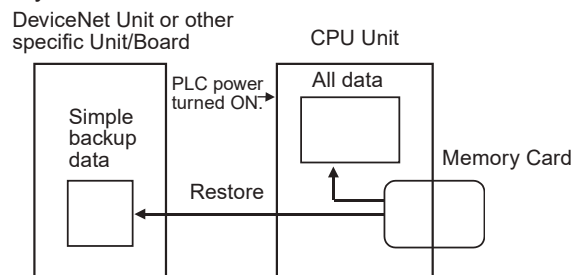 DeviceNet Unit or other
specific Unit/Board
CPU Unit
PLC power
turned ON.
All data
Simple
backup
data
Memory Card
Restore